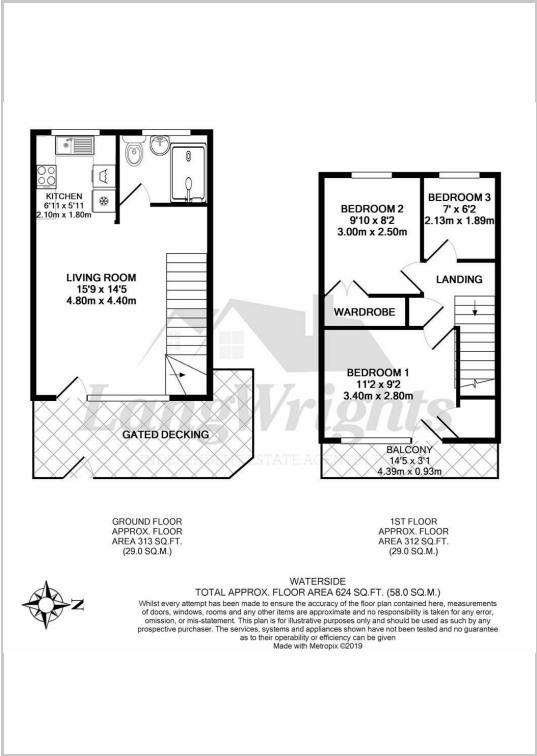 KITCHEN
6'11 x 5'11
2.10m x 1.80m
LIVING ROOM
15'9 x 14'5
4.80m x 4.40m
GATED DECKING
BEDROOM 2
9'10 x 8'2
3.00m x 2.50m
BEDROOM 3
7' x 6'2
2.13m x 1.89m
LANDING
WARDROBE
BEDROOM 1
11'2 x 9'2
3.40m x 2.80m
BALCONY
14'5 x 3'1
4.39m x 0.93m
LangWrights
ESTATE
GROUND FLOOR
APPROX. FLOOR
AREA 313 SQ.FT.
(29.0 SQ.M.)
1ST FLOOR
APPROX. FLOOR
AREA 312 SQ.FT.
(29.0 SQ.M.)
N
WATERSIDE
TOTAL APPROX. FLOOR AREA 624 SQ.FT. (58.0 SQ.M.)
Whilst every attempt has been made to ensure the accuracy of the floor plan contained here, measurements
of doors, windows, rooms and any other items are approximate and no responsibility is taken for any error,
omission, or mis-statement. This plan is for illustrative purposes only and should be used as such by any
prospective purchaser. The services, systems and appliances shown have not been tested and no guarantee
as to their operability or efficiency can be given
Made with Metropix ©2019